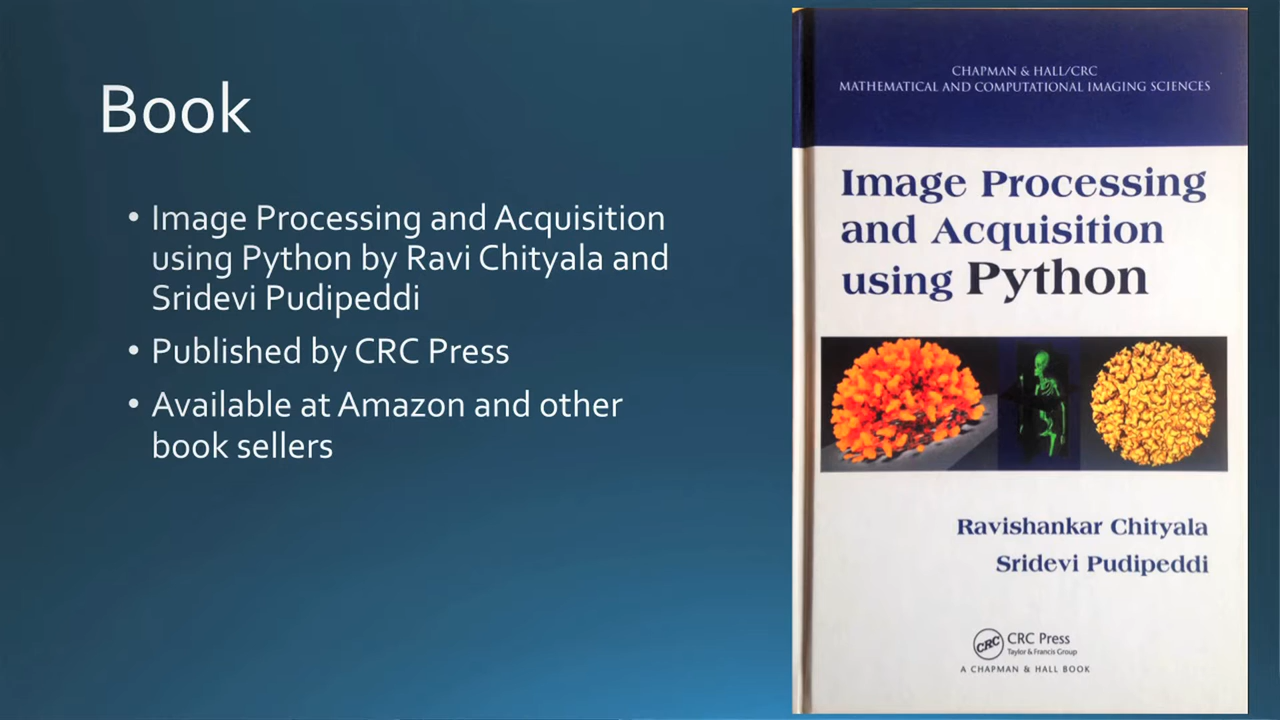 Book
• Image Processing and Acquisition
using Python by Ravi Chityala and
Sridevi Pudipeddi
• Published by CRC Press
• Available at Amazon and other
book sellers
CHAPMAN & HALL/CRC
MATHEMATICAL AND COMPUTATIONAL IMAGING SCIENCES
Image Processing
and Acquisition
using Python
Ravishankar Chityala
Sridevi Pudipeddi
CRC
CRC Press
Taylor & Francis Group
A CHAPMAN & HALL BOOK